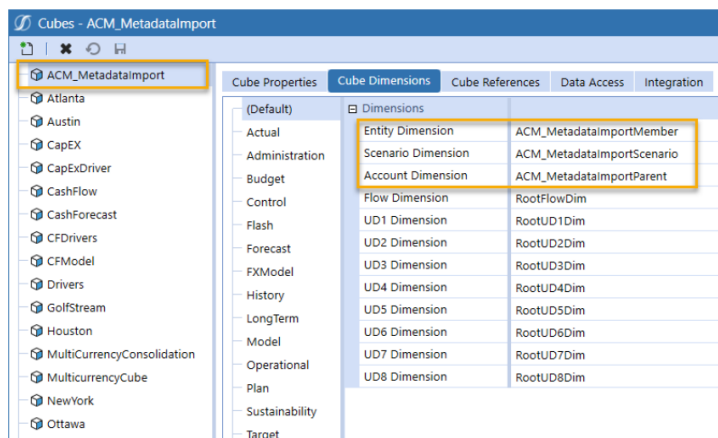 Cubes - ACM_MetadataImport
ACM_MetadataImport
Atlanta
Austin
CapEX
CapExDriver
CashFlow
CashForecast
CFDrivers
CFModel
Drivers
GolfStream
Houston
MultiCurrencyConsolidation
MulticurrencyCube
NewYork
Ottawa
Cube Properties Cube Dimensions Cube References Data Access Integration
(Default)
Actual
Administration
Budget
Control
Flash
Forecast
FXModel
History
LongTerm
Model
Operational
Plan
Sustainability
Target
Dimensions
Entity Dimension ACM_MetadataImportMember
Scenario Dimension ACM_MetadataImportScenario
Account Dimension ACM_MetadataImportParent
Flow Dimension RootFlowDim
UD1 Dimension RootUD1Dim
UD2 Dimension RootUD2Dim
UD3 Dimension RootUD3Dim
UD4 Dimension RootUD4Dim
UD5 Dimension RootUD5Dim
UD6 Dimension RootUD6Dim
UD7 Dimension RootUD7Dim
UD8 Dimension RootUD8Dim